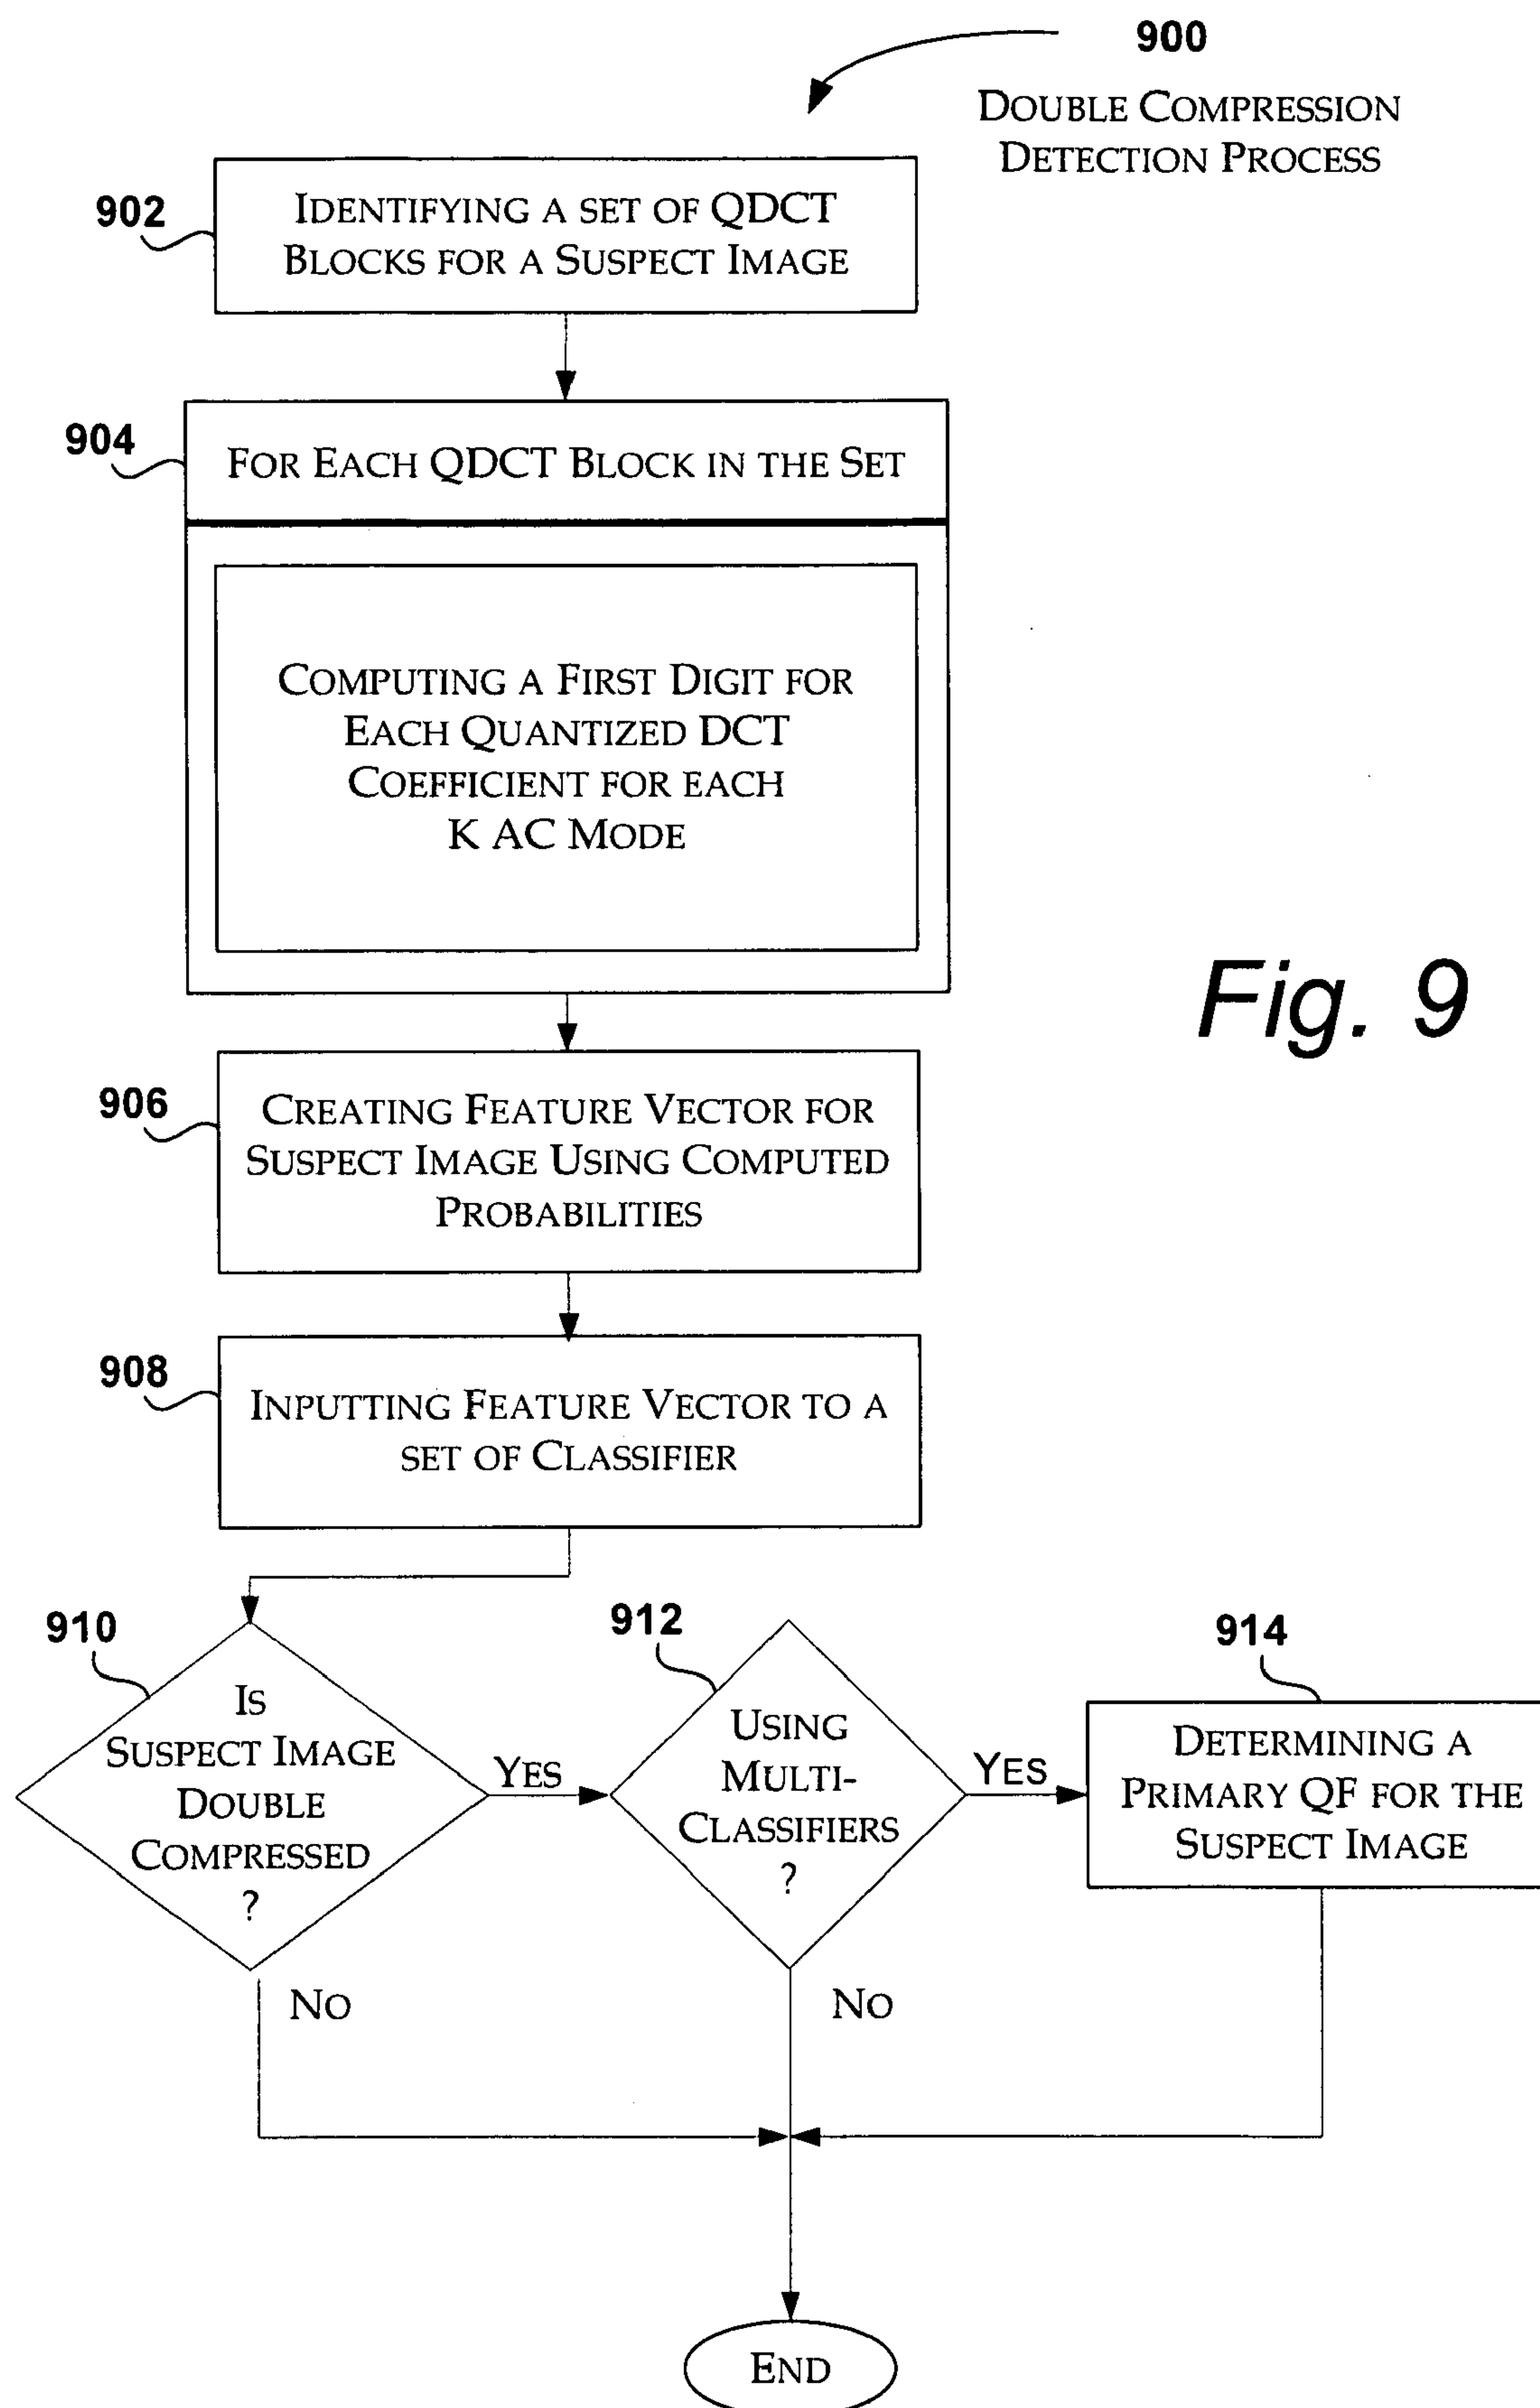 900
DOUBLE COMPRESSION
DETECTION PROCESS
902
IDENTIFYING A SET OF QDCT
BLOCKS FOR A SUSPECT IMAGE
904
FOR EACH QDCT BLOCK IN THE SET
COMPUTING A FIRST DIGIT FOR
EACH QUANTIZED DCT
COEFFICIENT FOR EACH
K AC MODE
Fig. 9
906
CREATING FEATURE VECTOR FOR
SUSPECT IMAGE USING COMPUTED
PROBABILITIES
908
INPUTTING FEATURE VECTOR TO A
SET OF CLASSIFIER
910
IS
SUSPECT IMAGE
DOUBLE
COMPRESSED
?
YES
NO
912
USING
MULTI-
CLASSIFIERS
?
YES
NO
914
DETERMINING A
PRIMARY QF FOR THE
SUSPECT IMAGE
END